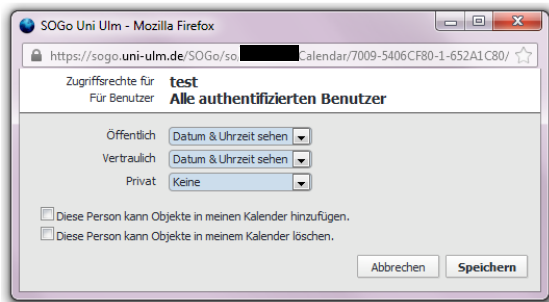 SOGo Uni Ulm - Mozilla Firefox
https://sogo.uni-ulm.de/SOGo/so/ Calendar/7009-5406CF80-1-652A1C80/
Zugriffsrechte für test
Für Benutzer Alle authentifizierten Benutzer
Öffentlich Datum & Uhrzeit sehen
Vertraulich Datum & Uhrzeit sehen
Privat Keine
Diese Person kann Objekte in meinen Kalender hinzufügen.
Diese Person kann Objekte in meinem Kalender löschen.
Abbrechen Speichern